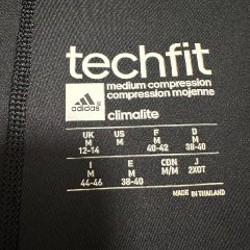 techfit
medium compression
compression mojenne
adidas
climalite
UK US F D
M M M M
12-14 40-42 38-40
I E CDN J
M M M/M 2XOT
44-46 38-40
MADE IN THAILAND